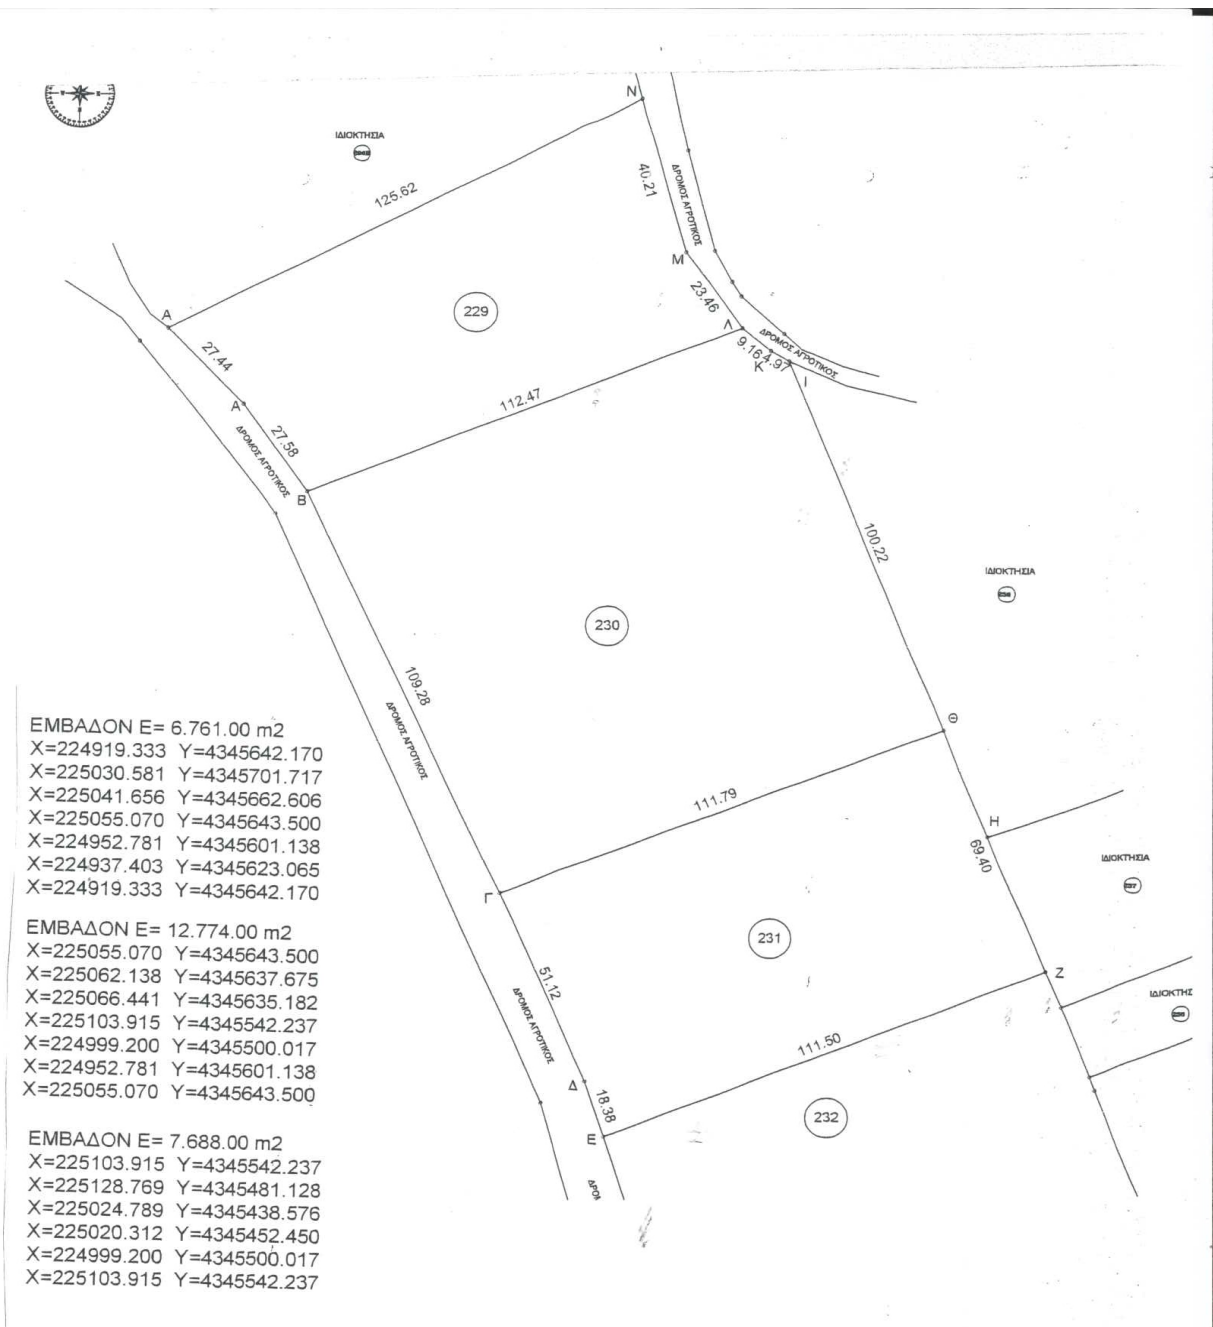 N
ΙΔΙΟΚΤΗΣΙΑ
125.62
40.21
ΔΡΟΜΟΣ ΑΓΡΟΤΙΚΟΣ
M
23.46
A
229
Λ
27.44
9.16
4.97
ΔΡΟΜΟΣ ΑΓΡΟΤΙΚΟΣ
K
I
112.47
A'
27.58
ΔΡΟΜΟΣ ΑΓΡΟΤΙΚΟΣ
B
100.22
ΙΔΙΟΚΤΗΣΙΑ
230
109.28
ΔΡΟΜΟΣ ΑΓΡΟΤΙΚΟΣ
Θ
111.79
H
69.40
ΙΔΙΟΚΤΗΣΙΑ
237
Γ
231
51.12
ΔΡΟΜΟΣ ΑΓΡΟΤΙΚΟΣ
Z
ΙΔΙΟΚΤΗΣ
111.50
Δ
18.38
232
E
ΔΡΟΜ
ΕΜΒΑΔΟΝ Ε= 6.761.00 m2
X=224919.333 Y=4345642.170
X=225030.581 Y=4345701.717
X=225041.656 Y=4345662.606
X=225055.070 Y=4345643.500
X=224952.781 Y=4345601.138
X=224937.403 Y=4345623.065
X=224919.333 Y=4345642.170
ΕΜΒΑΔΟΝ Ε= 12.774.00 m2
X=225055.070 Y=4345643.500
X=225062.138 Y=4345637.675
X=225066.441 Y=4345635.182
X=225103.915 Y=4345542.237
X=224999.200 Y=4345500.017
X=224952.781 Y=4345601.138
X=225055.070 Y=4345643.500
ΕΜΒΑΔΟΝ Ε= 7.688.00 m2
X=225103.915 Y=4345542.237
X=225128.769 Y=4345481.128
X=225024.789 Y=4345438.576
X=225020.312 Y=4345452.450
X=224999.200 Y=4345500.017
X=225103.915 Y=4345542.237